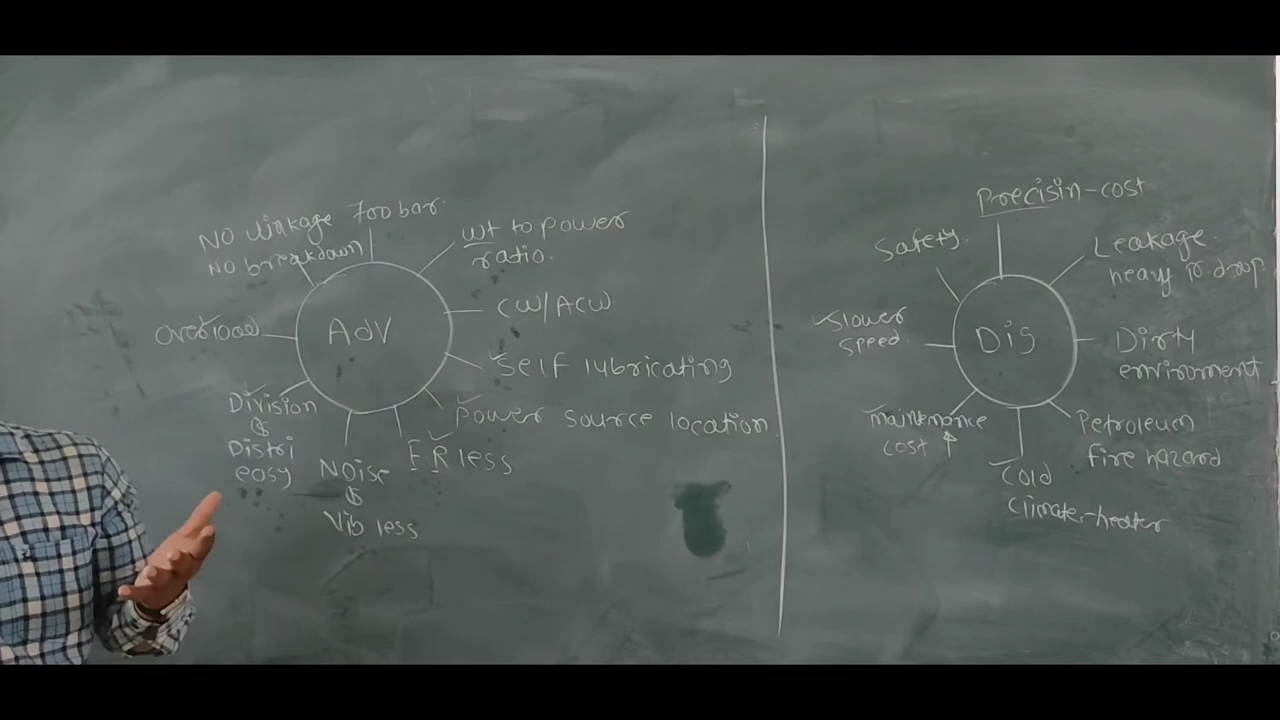 700 bar
Wt to power
ratio.
CW/ACW
Self lubricating
Power source location
FR less
Noise
&
Vib less
Division
&
Distri
easy
Overload
NO linkage
NO breakdown
AdV
Precisin-cost
Leakage.
heavy p.drop
Dirty
environment
Petroleum
fire hazard
Cold
climate-heater
maintenance
cost ↑
Slower
speed.
Safety.
Dis